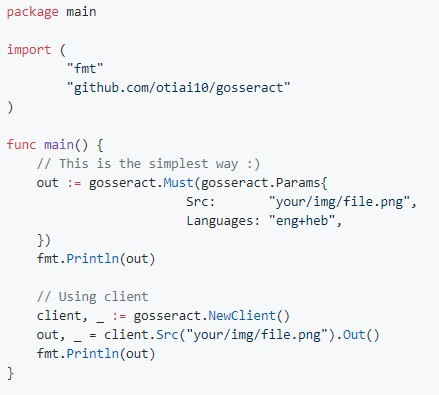 package main
import (
"fmt"
"github.com/otiai10/gosseract"
)
func main() {
// This is the simplest way :)
out := gosseract.Must(gosseract.Params{
Src: "your/img/file.png",
Languages: "eng+heb",
})
fmt.Println(out)
// Using client
client, _ := gosseract.NewClient()
out, _ = client.Src("your/img/file.png").Out()
fmt.Println(out)
}